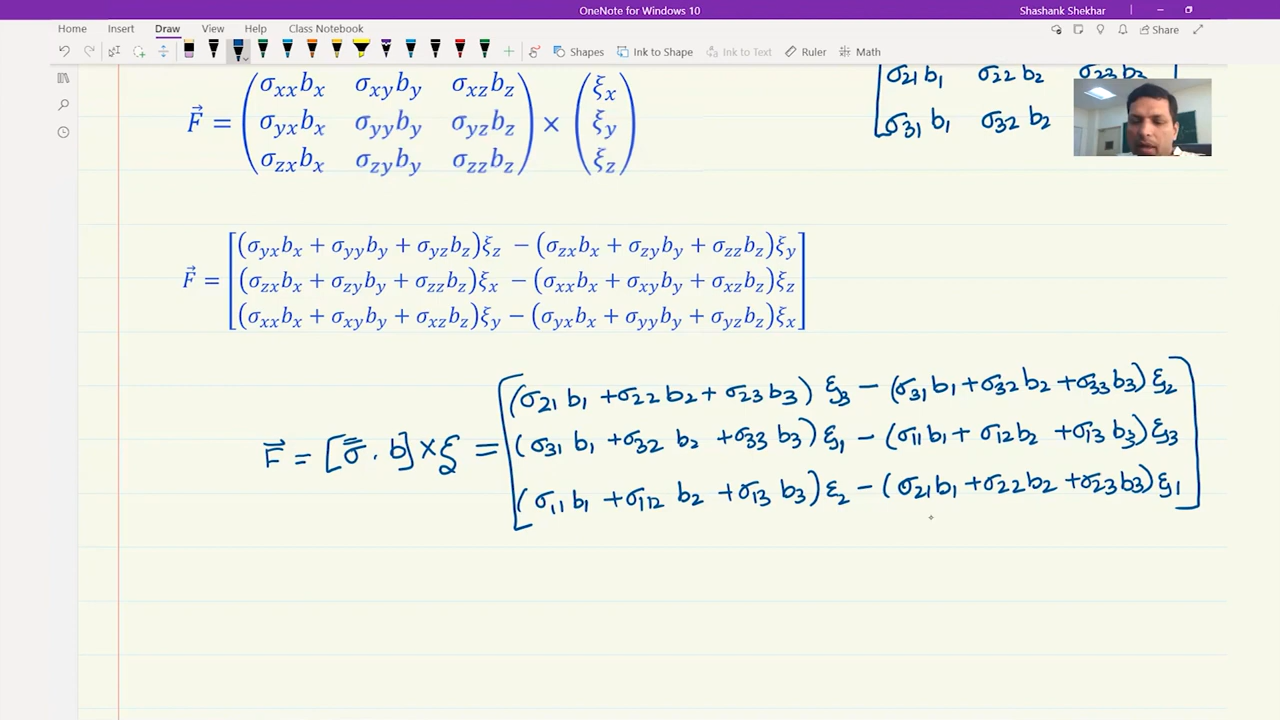 OneNote for Windows 10
Shashank Shekhar
Home Insert Draw View Help Class Notebook
Shapes Ink to Shape Ink to Text Ruler Math
Share
σ21 b1 σ22 b2 σ23 b3
σ31 b1 σ32 b2
F⃗ = (σxx bx σxy by σxz bz) (ξx)
(σyx bx σyy by σyz bz) × (ξy)
(σzx bx σzy by σzz bz) (ξz)
[(σyx bx + σyy by + σyz bz)ξz − (σzx bx + σzy by + σzz bz)ξy]
F⃗ = [(σzx bx + σzy by + σzz bz)ξx − (σxx bx + σxy by + σxz bz)ξz]
[(σxx bx + σxy by + σxz bz)ξy − (σyx bx + σyy by + σyz bz)ξx]
(σ21 b1 + σ22 b2 + σ23 b3) ξ3 − (σ31 b1 + σ32 b2 + σ33 b3) ξ2
F⃗ = [σ̿ . b] × ξ = (σ31 b1 + σ32 b2 + σ33 b3) ξ1 − (σ11 b1 + σ12 b2 + σ13 b3) ξ3
(σ11 b1 + σ12 b2 + σ13 b3) ξ2 − (σ21 b1 + σ22 b2 + σ23 b3) ξ1